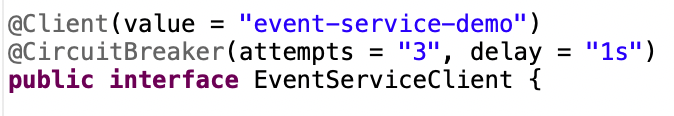 @Client(value = "event-service-demo")
@CircuitBreaker(attempts = "3", delay = "1s")
public interface EventServiceClient {